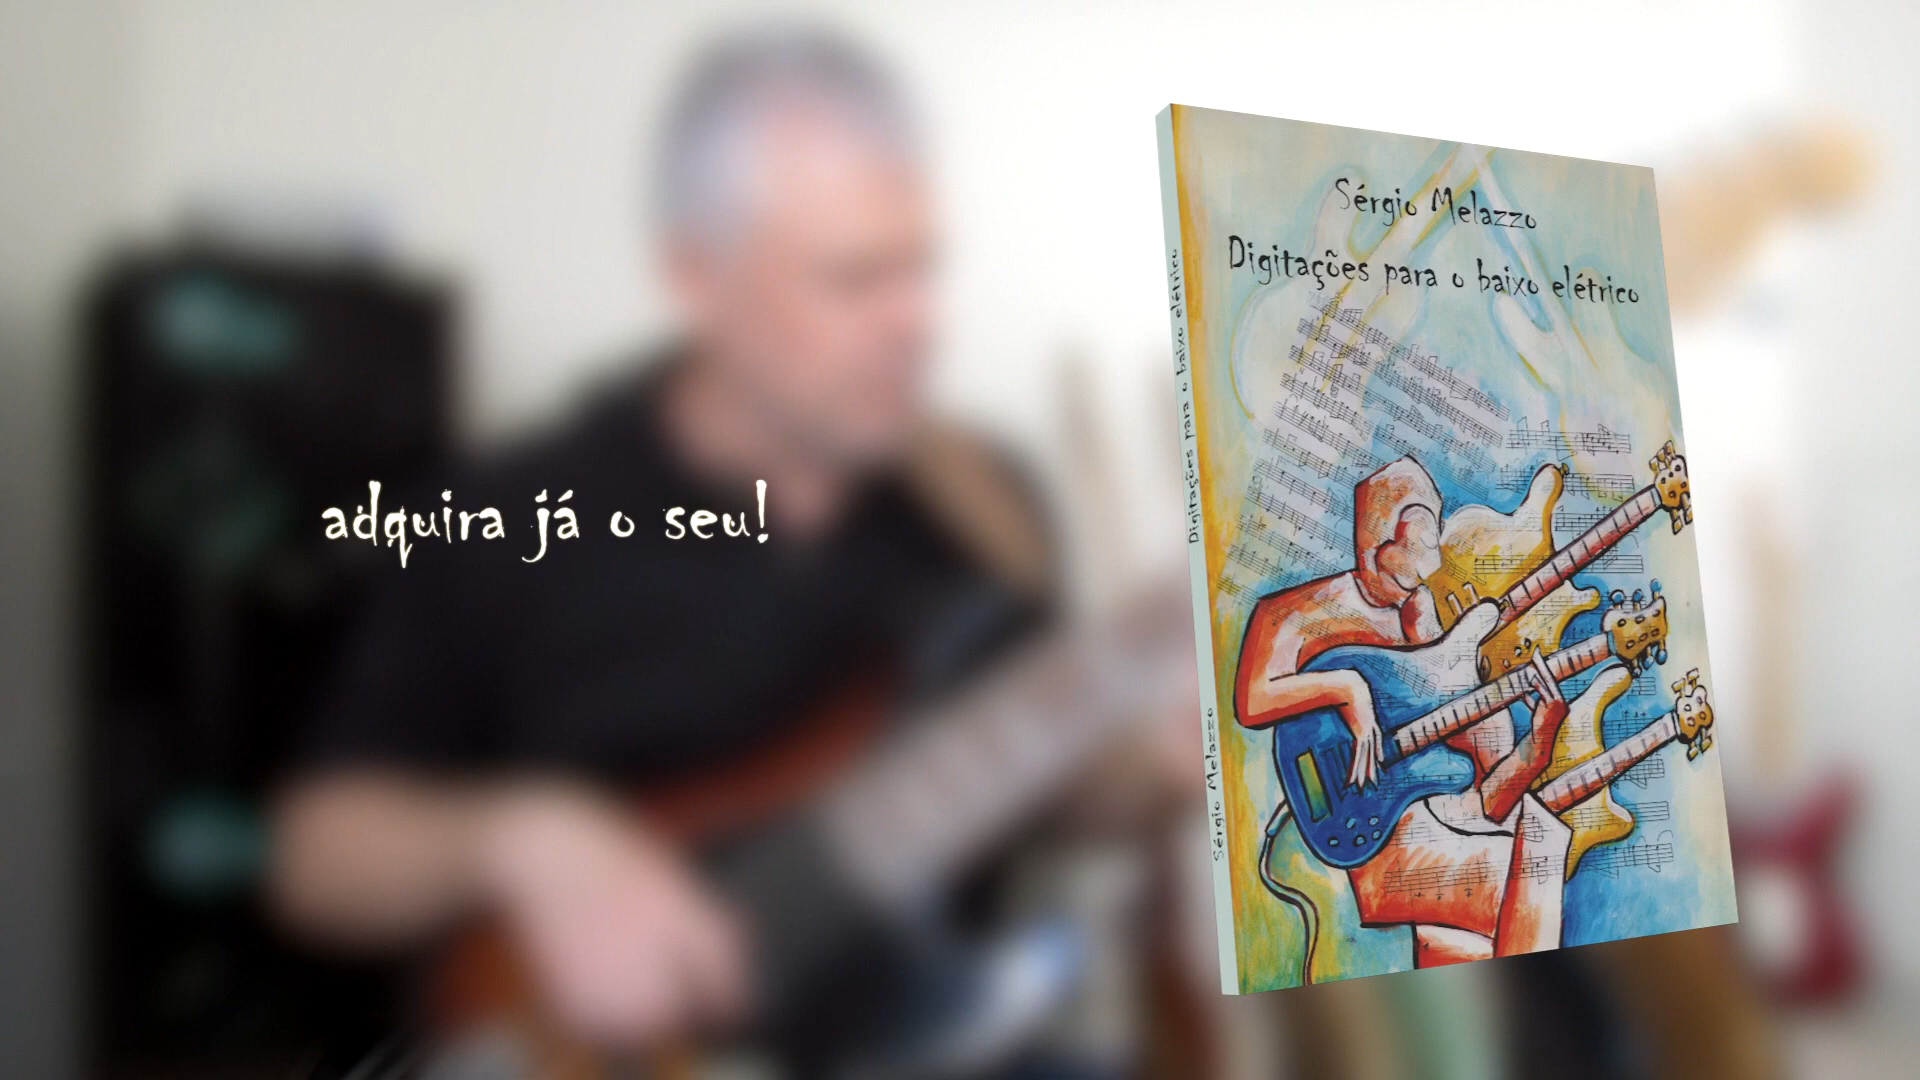 adquira já o seu!
Sérgio Melazzo
Digitações para o baixo elétrico
Digitações para o baixo elétrico
Sérgio Melazzo